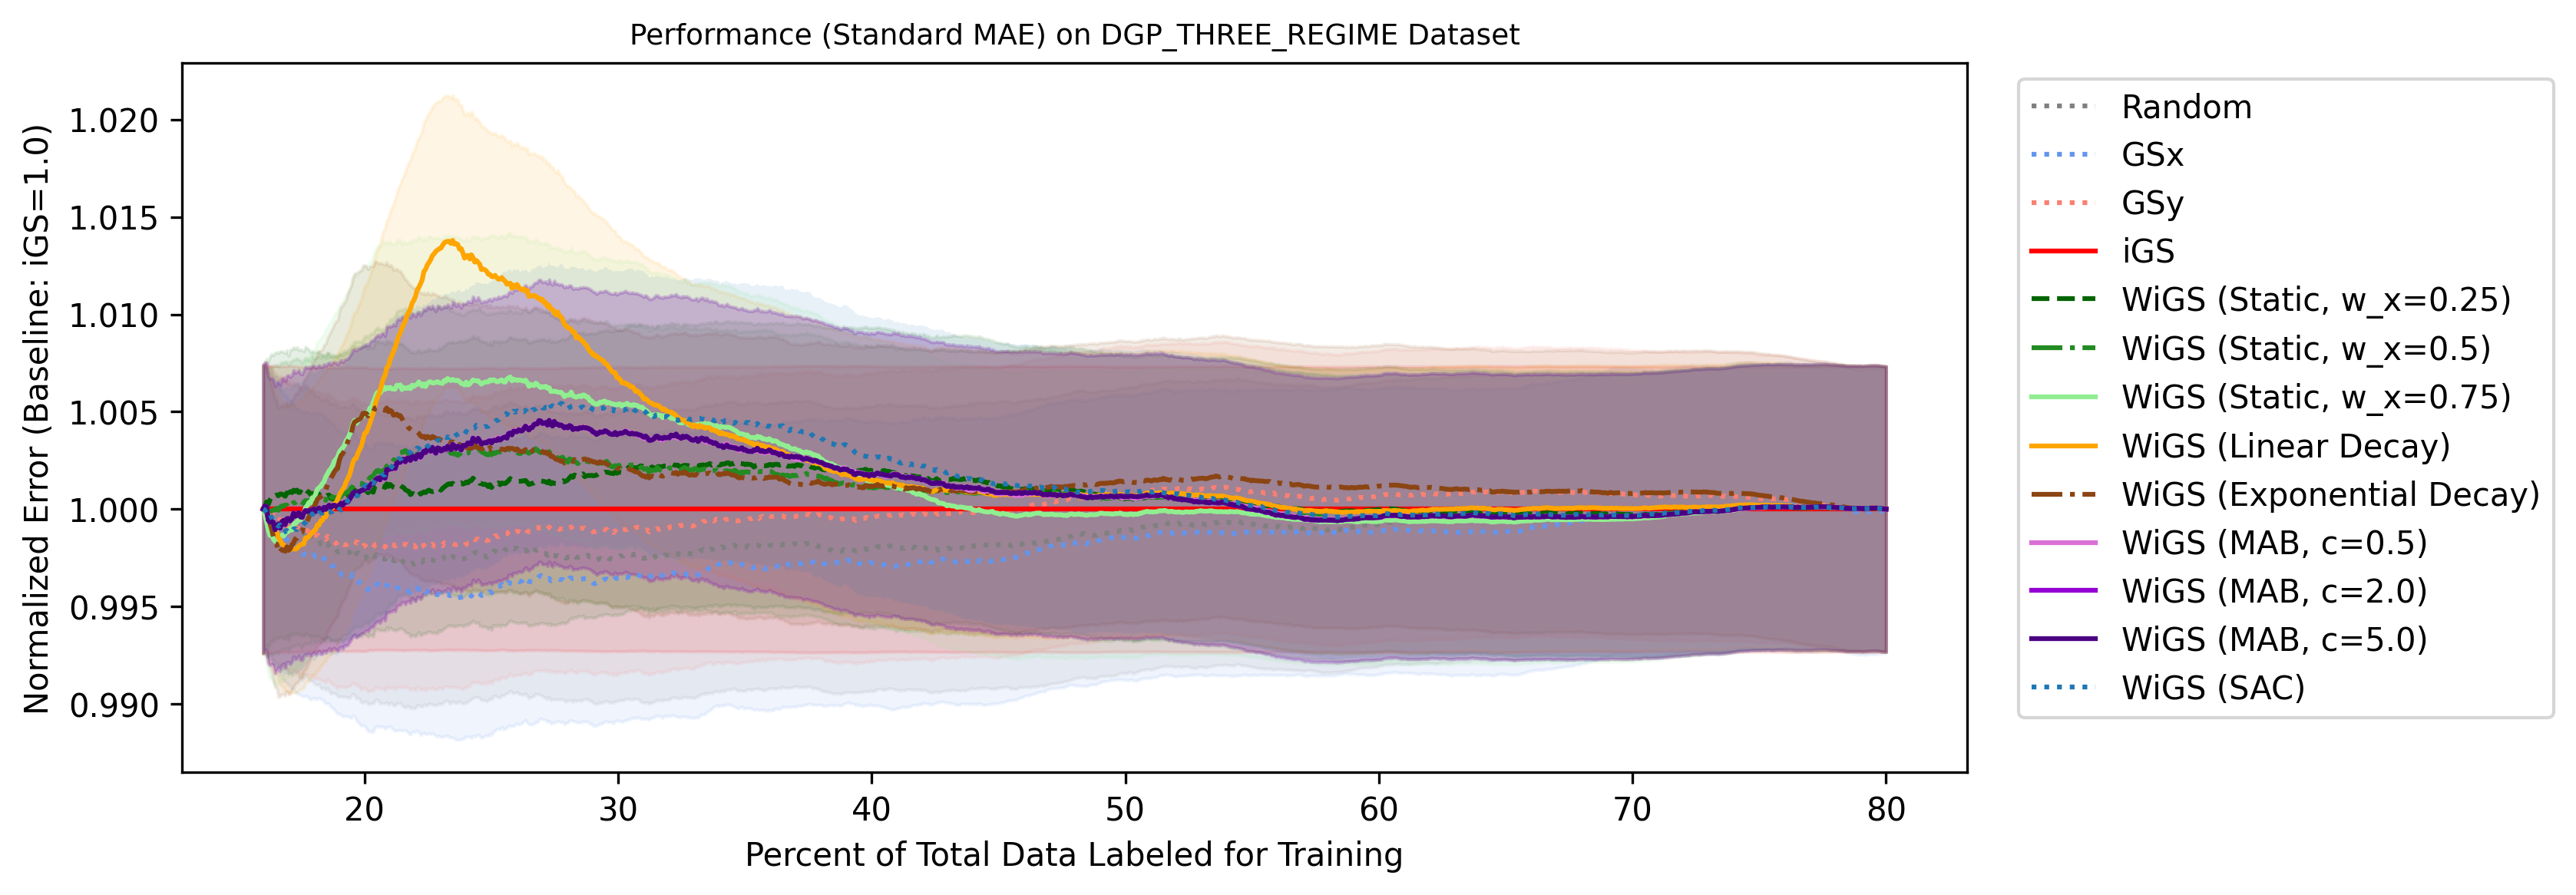 Performance (Standard MAE) on DGP_THREE_REGIME Dataset
Normalized Error (Baseline: iGS=1.0)
1.020
1.015
1.010
1.005
1.000
0.995
0.990
20 30 40 50 60 70 80
Percent of Total Data Labeled for Training
Random
GSx
GSy
iGS
WiGS (Static, w_x=0.25)
WiGS (Static, w_x=0.5)
WiGS (Static, w_x=0.75)
WiGS (Linear Decay)
WiGS (Exponential Decay)
WiGS (MAB, c=0.5)
WiGS (MAB, c=2.0)
WiGS (MAB, c=5.0)
WiGS (SAC)